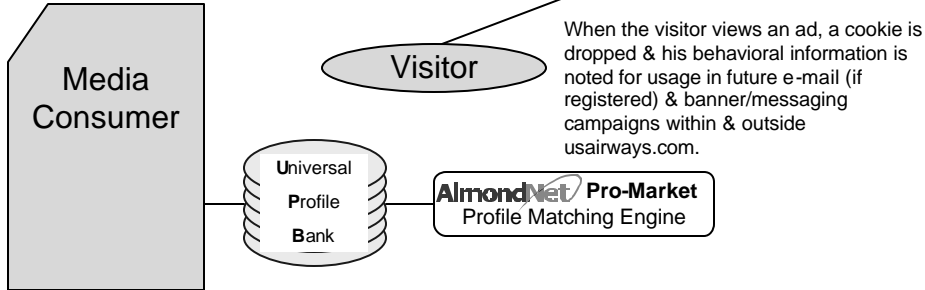 When the visitor views an ad, a cookie is
dropped & his behavioral information is
noted for usage in future e-mail (if
registered) & banner/messaging
campaigns within & outside
usairways.com.
Visitor
Media
Consumer
Universal
Profile
Bank
AlmondNet Pro-Market
Profile Matching Engine